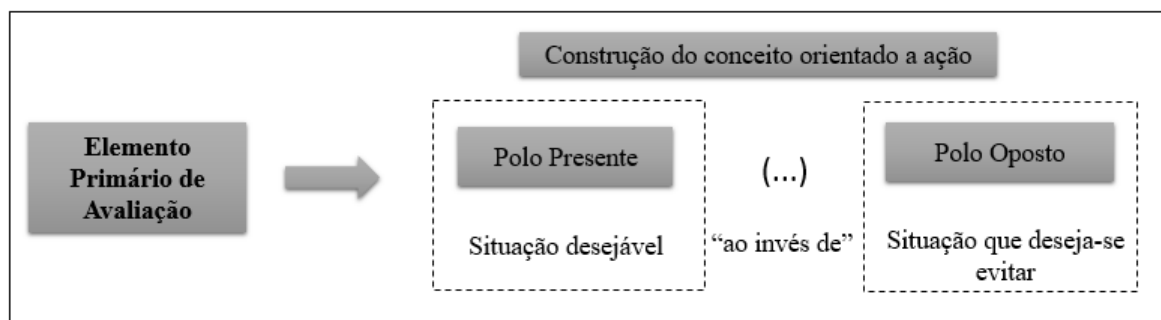 Construção do conceito orientado a ação
Elemento
Primário de
Avaliação
Polo Presente
(...)
Polo Oposto
Situação desejável
“ao invés de”
Situação que deseja-se
evitar